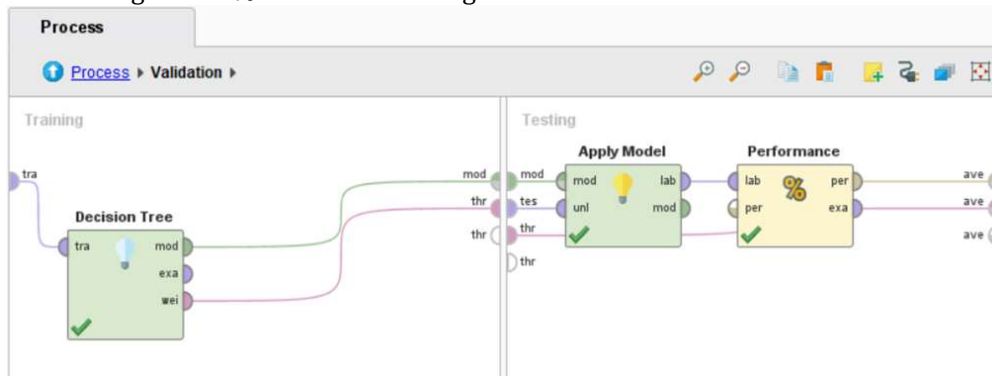 Process
Process Validation
Training
Testing
Apply Model
Performance
tra
mod
mod
mod
lab
lab
per
ave
thr
tes
unl
mod
per
exa
ave
Decision Tree
thr
thr
ave
tra
mod
thr
exa
wei